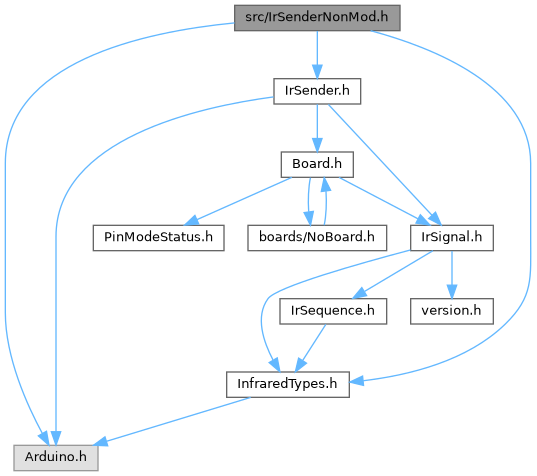 src/IrSenderNonMod.h
IrSender.h
Board.h
PinModeStatus.h
boards/NoBoard.h
IrSignal.h
IrSequence.h
version.h
InfraredTypes.h
Arduino.h